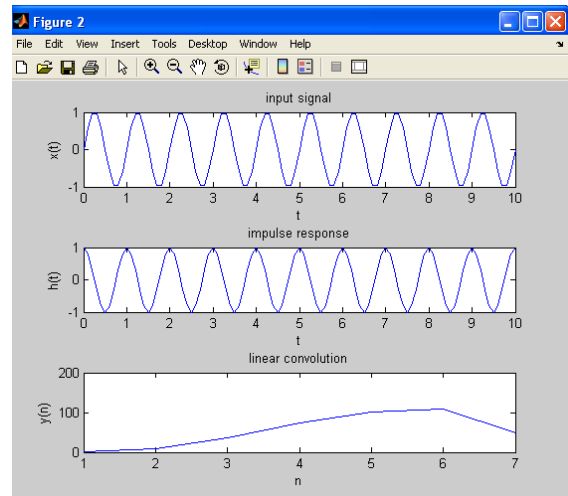 Figure 2
File Edit View Insert Tools Desktop Window Help
input signal
1
0
-1
x(t)
0 1 2 3 4 5 6 7 8 9 10
t
impulse response
1
0
-1
h(t)
0 1 2 3 4 5 6 7 8 9 10
t
linear convolution
200
100
0
y(n)
1 2 3 4 5 6 7
n